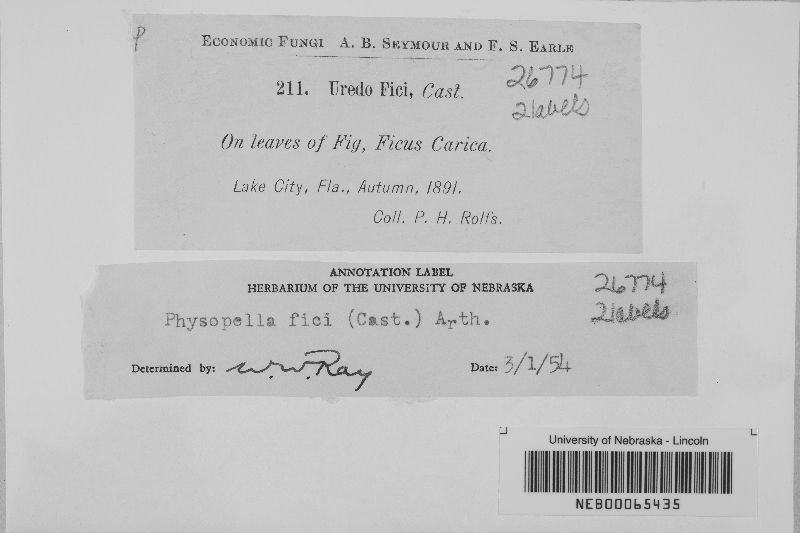 P
ECONOMIC FUNGI A. B. SEYMOUR AND F. S. EARLE
211. Uredo Fici, Cast.
26774
2 labels
On leaves of Fig, Ficus Carica.
Lake City, Fla., Autumn, 1891.
Coll. P. H. Rolfs.
ANNOTATION LABEL
HERBARIUM OF THE UNIVERSITY OF NEBRASKA
26774
2 labels
Physopella fici (Cast.) Arth.
Determined by: W.W. Ray Date: 3/1/54
University of Nebraska - Lincoln
NEB00065435